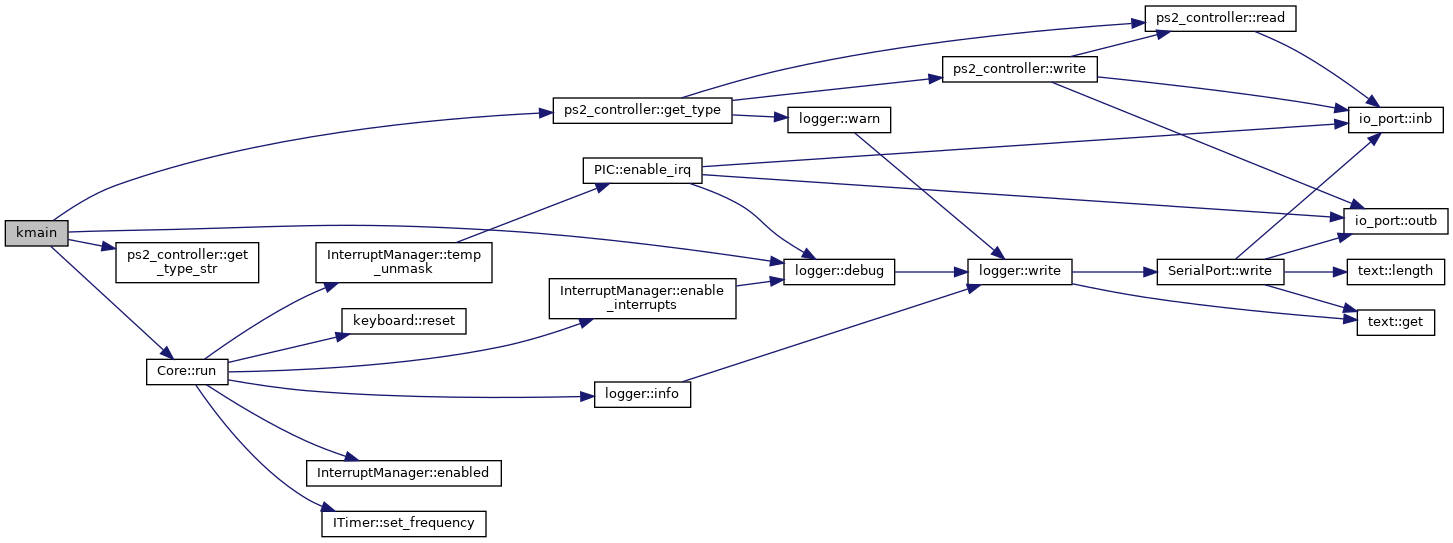 ps2_controller::read
ps2_controller::write
ps2_controller::get_type
logger::warn
io_port::inb
PIC::enable_irq
io_port::outb
kmain
ps2_controller::get
_type_str
InterruptManager::temp
_unmask
logger::debug
logger::write
SerialPort::write
text::length
InterruptManager::enable
_interrupts
keyboard::reset
text::get
Core::run
logger::info
InterruptManager::enabled
ITimer::set_frequency